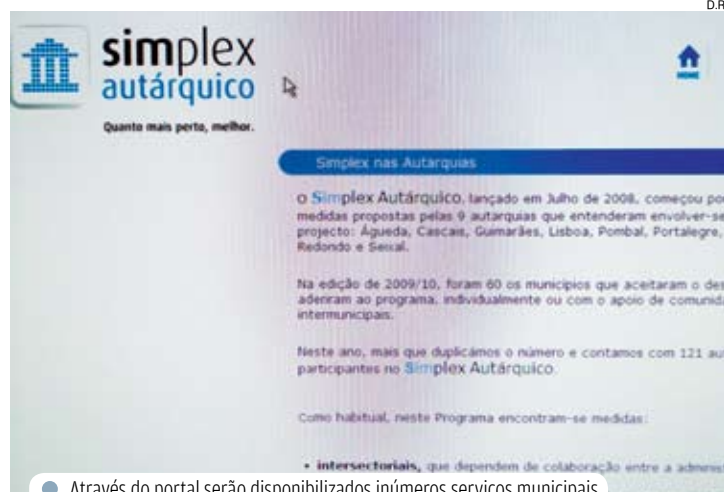 D.R
simplex
autárquico
Quanto mais perto, melhor.
HOME
Simplex nas Autarquias
O Simplex Autárquico, lançado em Julho de 2008, começou po
medidas propostas pelas 9 autarquias que entenderam envolver-se
projecto: Águeda, Cascais, Guimarães, Lisboa, Pombal, Portalegre,
Redondo e Seixal.
Na edição de 2009/10, foram 60 os municípios que aceitaram o des
aderiram ao programa, individualmente ou com o apoio de comunida
intermunicipais.
Neste ano, mais que duplicámos o número e contamos com 121 au
participantes no Simplex Autárquico.
Como habitual, neste Programa encontram-se medidas:
• intersectoriais, que dependem de colaboração entre a adminis
Através do portal serão disponibilizados inúmeros serviços municipais